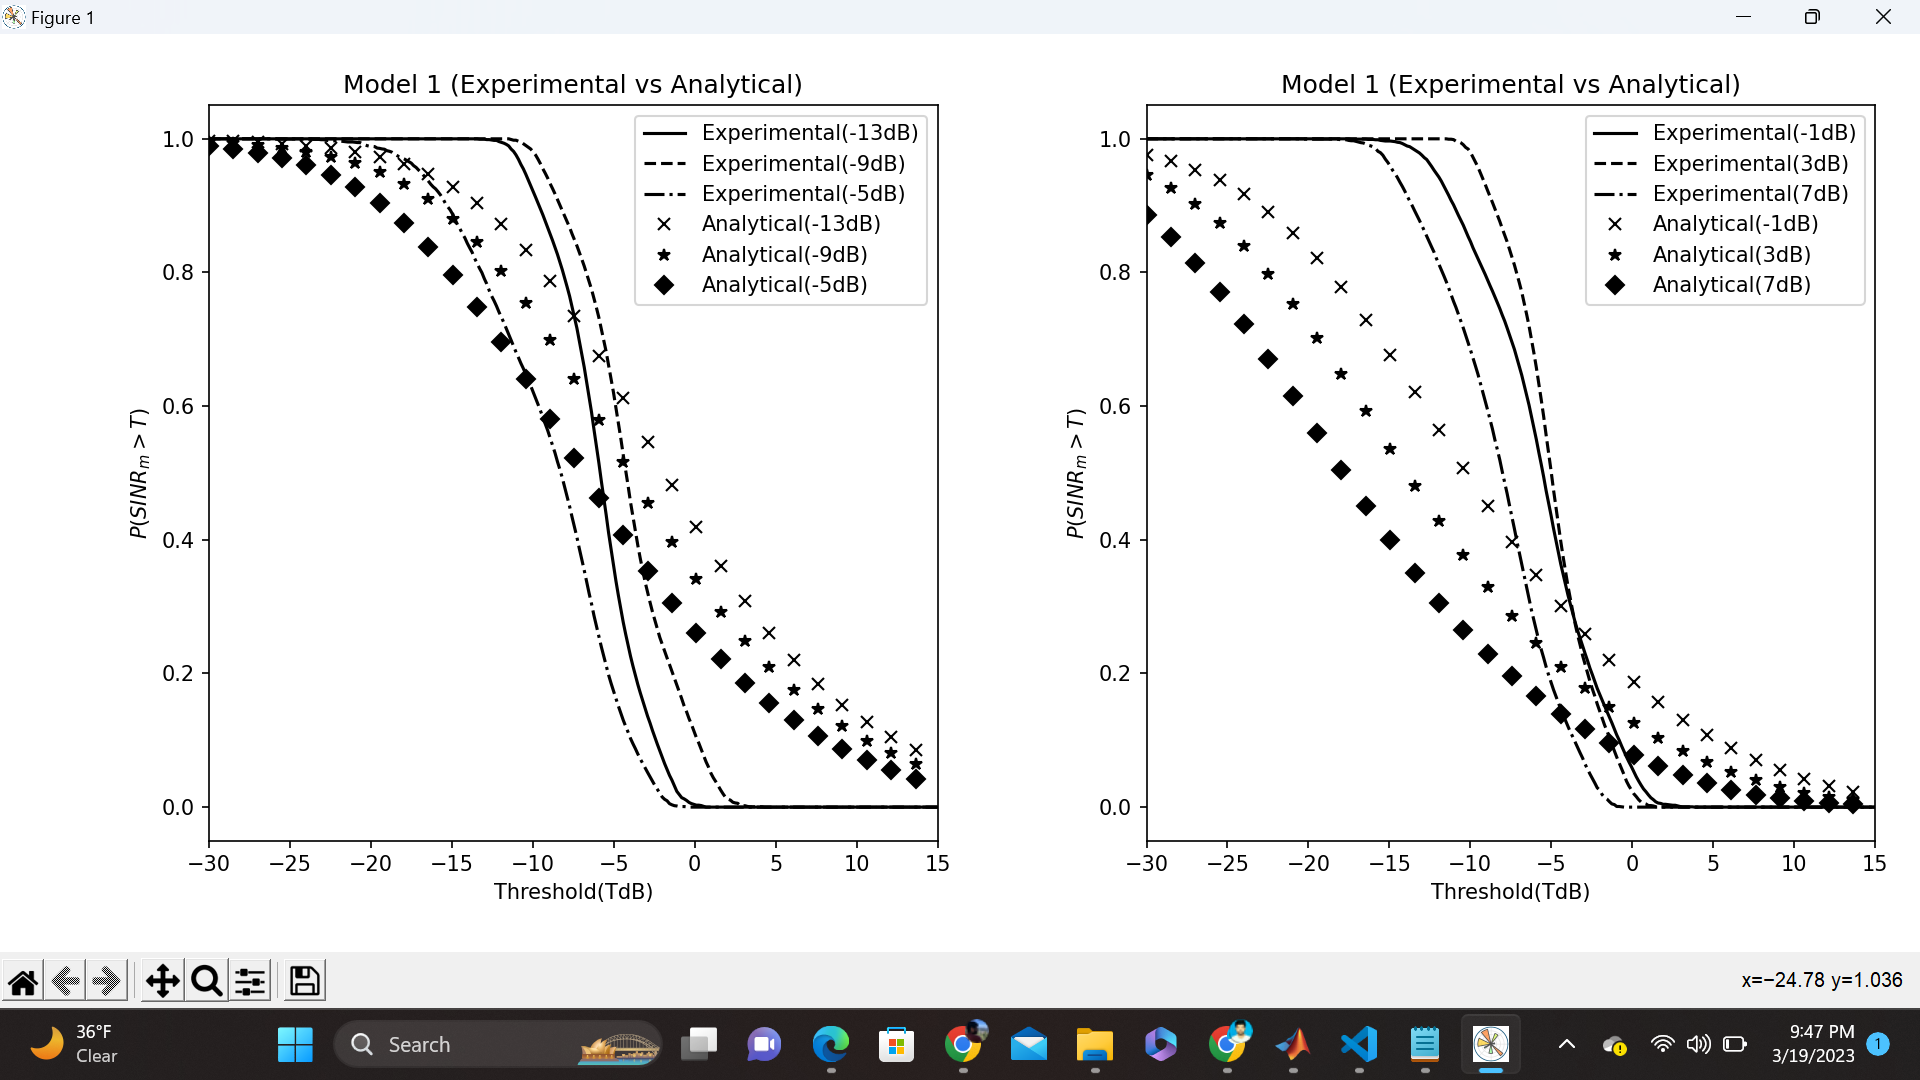 Figure 1
Model 1 (Experimental vs Analytical)
Experimental(-13dB)
Experimental(-9dB)
Experimental(-5dB)
Analytical(-13dB)
Analytical(-9dB)
Analytical(-5dB)
1.0
0.8
0.6
0.4
0.2
0.0
P(SINRm > T)
−30 −25 −20 −15 −10 −5 0 5 10 15
Threshold(TdB)
Model 1 (Experimental vs Analytical)
Experimental(-1dB)
Experimental(3dB)
Experimental(7dB)
Analytical(-1dB)
Analytical(3dB)
Analytical(7dB)
1.0
0.8
0.6
0.4
0.2
0.0
P(SINRm > T)
−30 −25 −20 −15 −10 −5 0 5 10 15
Threshold(TdB)
x=−24.78 y=1.036
36°F
Clear
Search
9:47 PM
3/19/2023
1